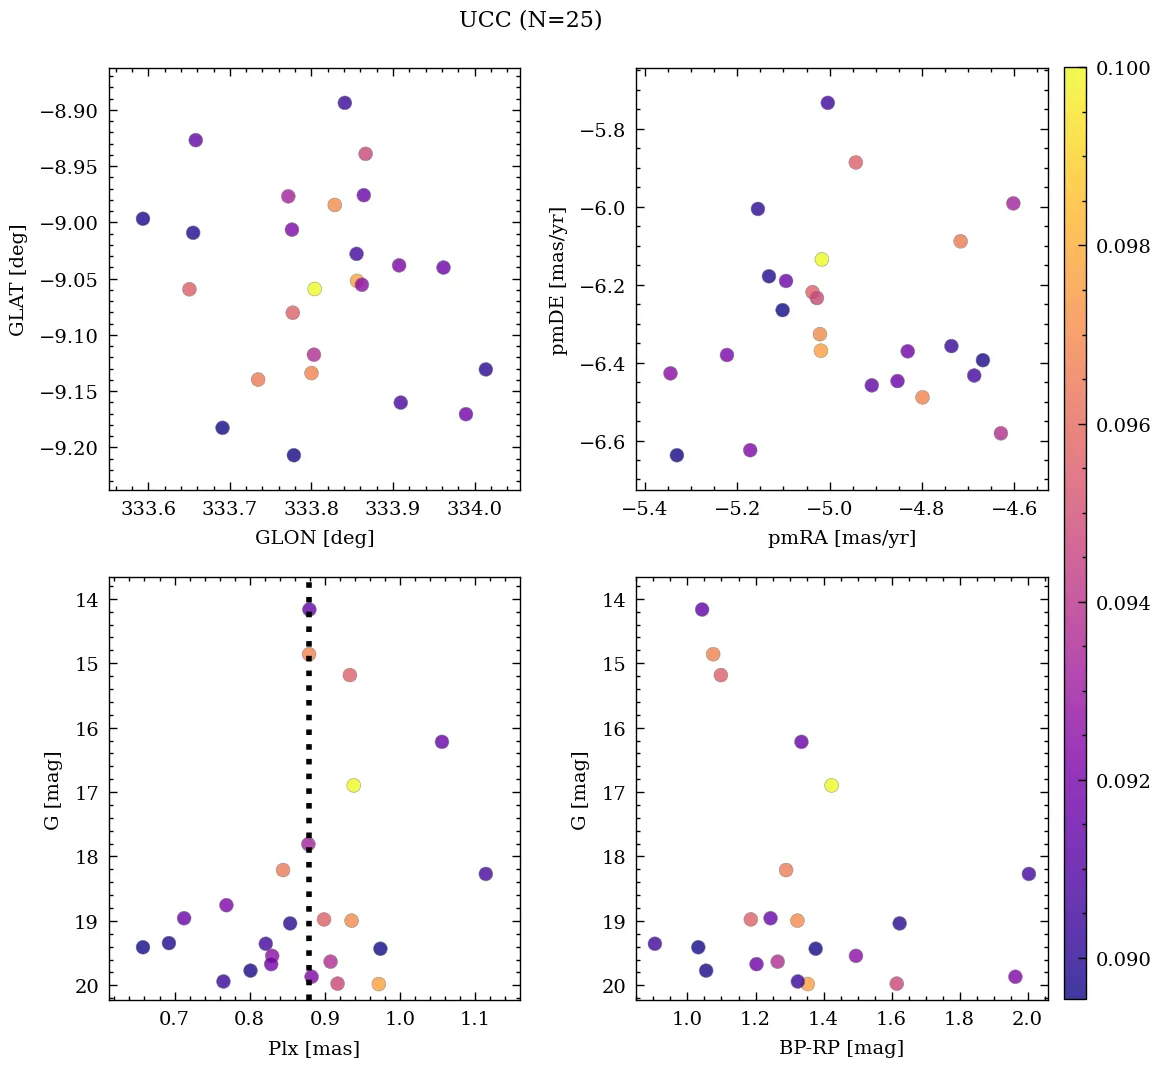 UCC (N=25)
−8.90
−8.95
−9.00
−9.05
−9.10
−9.15
−9.20
GLAT [deg]
333.6 333.7 333.8 333.9 334.0
GLON [deg]
−5.8
−6.0
−6.2
−6.4
−6.6
pmDE [mas/yr]
−5.4 −5.2 −5.0 −4.8 −4.6
pmRA [mas/yr]
14
15
16
17
18
19
20
G [mag]
0.7 0.8 0.9 1.0 1.1
Plx [mas]
14
15
16
17
18
19
20
G [mag]
1.0 1.2 1.4 1.6 1.8 2.0
BP-RP [mag]
0.100
0.098
0.096
0.094
0.092
0.090